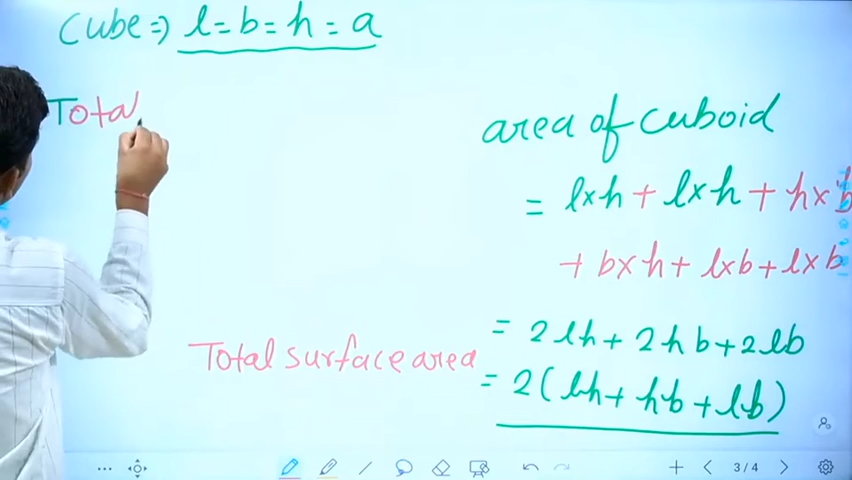 Cube => l = b = h = a
Total
area of cuboid
= l×h + l×h + h×b
+ b×h + l×b + l×b
= 2lh + 2hb + 2lb
Total surface area = 2(lh + hb + lb)
3/4